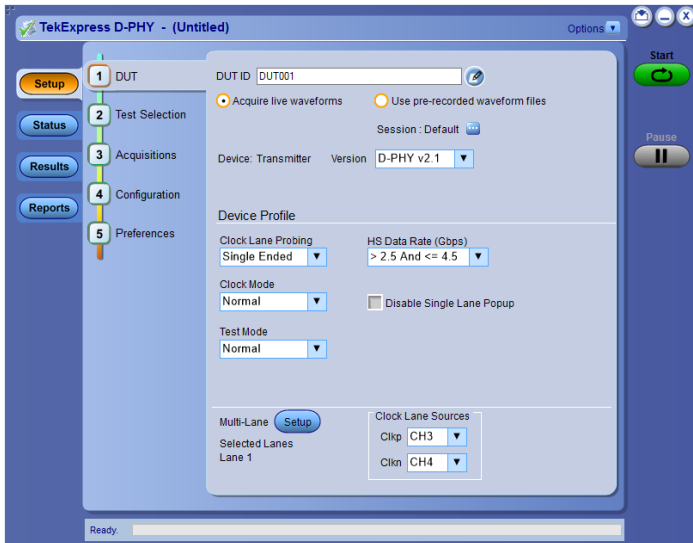 TekExpress D-PHY - (Untitled)
Options
Start
Pause
Setup
Status
Results
Reports
1 DUT
2 Test Selection
3 Acquisitions
4 Configuration
5 Preferences
DUT ID DUT001
Acquire live waveforms Use pre-recorded waveform files
Session : Default
Device: Transmitter Version D-PHY v2.1
Device Profile
Clock Lane Probing HS Data Rate (Gbps)
Single Ended > 2.5 And <= 4.5
Clock Mode
Normal Disable Single Lane Popup
Test Mode
Normal
Multi-Lane Setup Clock Lane Sources
Selected Lanes Clkp CH3
Lane 1 Clkn CH4
Ready.